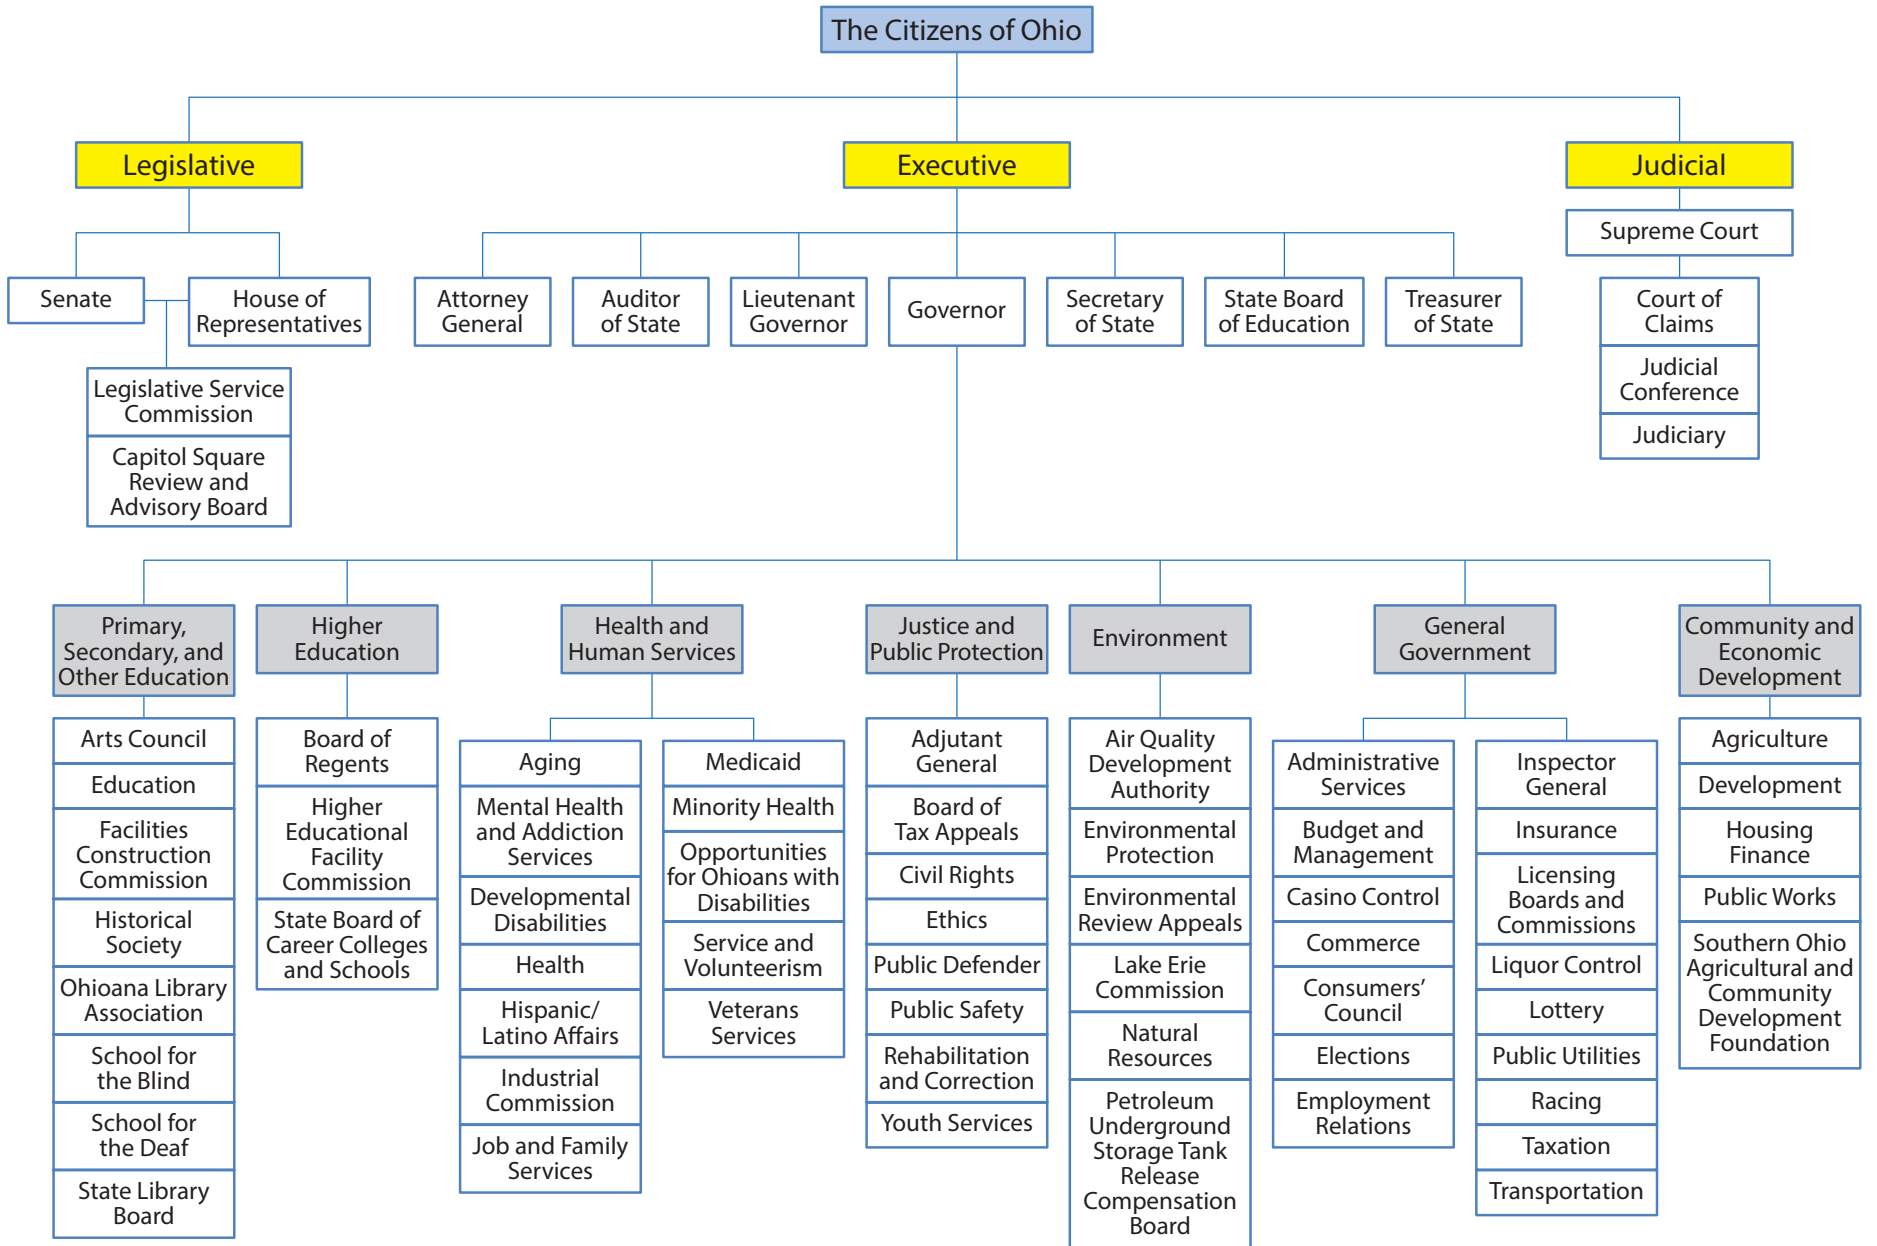 The Citizens of Ohio
Legislative
Executive
Judicial
Supreme Court
Senate
House of
Representatives
Attorney
General
Auditor
of State
Lieutenant
Governor
Governor
Secretary
of State
State Board
of Education
Treasurer
of State
Court of
Claims
Judicial
Conference
Judiciary
Legislative Service
Commission
Capitol Square
Review and
Advisory Board
Primary,
Secondary, and
Other Education
Arts Council
Education
Facilities
Construction
Commission
Historical
Society
Ohioana Library
Association
School for
the Blind
School for
the Deaf
State Library
Board
Higher
Education
Board of
Regents
Higher
Educational
Facility
Commission
State Board of
Career Colleges
and Schools
Health and
Human Services
Aging
Mental Health
and Addiction
Services
Developmental
Disabilities
Health
Hispanic/
Latino Affairs
Industrial
Commission
Job and Family
Services
Medicaid
Minority Health
Opportunities
for Ohioans with
Disabilities
Service and
Volunteerism
Veterans
Services
Justice and
Public Protection
Adjutant
General
Board of
Tax Appeals
Civil Rights
Ethics
Public Defender
Public Safety
Rehabilitation
and Correction
Youth Services
Environment
Air Quality
Development
Authority
Environmental
Protection
Environmental
Review Appeals
Lake Erie
Commission
Natural
Resources
Petroleum
Underground
Storage Tank
Release
Compensation
Board
General
Government
Administrative
Services
Budget and
Management
Casino Control
Commerce
Consumers’
Council
Elections
Employment
Relations
Inspector
General
Insurance
Licensing
Boards and
Commissions
Liquor Control
Lottery
Public Utilities
Racing
Taxation
Transportation
Community and
Economic
Development
Agriculture
Development
Housing
Finance
Public Works
Southern Ohio
Agricultural and
Community
Development
Foundation